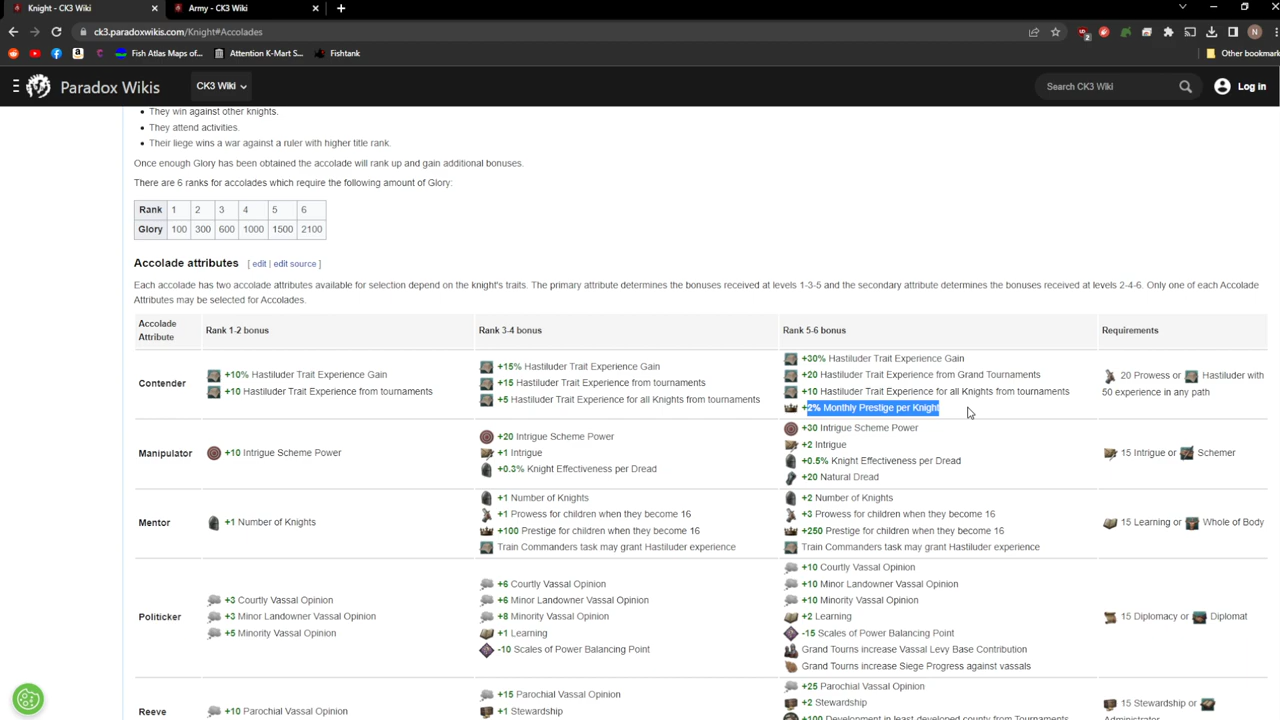 Knight - CK3 Wiki
Army - CK3 Wiki
ck3.paradoxwikis.com/Knight#Accolades
Fish Atlas Maps of...
Attention K-Mart S...
Fishtank
Other bookmark
Paradox Wikis
CK3 Wiki
Search CK3 Wiki
Log in
They win against other knights.
They attend activities.
Their liege wins a war against a ruler with higher title rank.
Once enough Glory has been obtained the accolade will rank up and gain additional bonuses.
There are 6 ranks for accolades which require the following amount of Glory:
Rank 1 2 3 4 5 6
Glory 100 300 600 1000 1500 2100
Accolade attributes [ edit | edit source ]
Each accolade has two accolade attributes available for selection depend on the knight's traits. The primary attribute determines the bonuses received at levels 1-3-5 and the secondary attribute determines the bonuses received at levels 2-4-6. Only one of each Accolade
Attributes may be selected for Accolades.
Accolade
Attribute
Rank 1-2 bonus
Rank 3-4 bonus
Rank 5-6 bonus
Requirements
Contender
+10% Hastiluder Trait Experience Gain
+10 Hastiluder Trait Experience from tournaments
+15% Hastiluder Trait Experience Gain
+15 Hastiluder Trait Experience from tournaments
+5 Hastiluder Trait Experience for all Knights from tournaments
+30% Hastiluder Trait Experience Gain
+20 Hastiluder Trait Experience from Grand Tournaments
+10 Hastiluder Trait Experience for all Knights from tournaments
+2% Monthly Prestige per Knight
20 Prowess or Hastiluder with
50 experience in any path
Manipulator
+10 Intrigue Scheme Power
+20 Intrigue Scheme Power
+1 Intrigue
+0.3% Knight Effectiveness per Dread
+30 Intrigue Scheme Power
+2 Intrigue
+0.5% Knight Effectiveness per Dread
+20 Natural Dread
15 Intrigue or Schemer
Mentor
+1 Number of Knights
+1 Number of Knights
+1 Prowess for children when they become 16
+100 Prestige for children when they become 16
Train Commanders task may grant Hastiluder experience
+2 Number of Knights
+3 Prowess for children when they become 16
+250 Prestige for children when they become 16
Train Commanders task may grant Hastiluder experience
15 Learning or Whole of Body
Politicker
+3 Courtly Vassal Opinion
+3 Minor Landowner Vassal Opinion
+5 Minority Vassal Opinion
+6 Courtly Vassal Opinion
+6 Minor Landowner Vassal Opinion
+8 Minority Vassal Opinion
+1 Learning
-10 Scales of Power Balancing Point
+10 Courtly Vassal Opinion
+10 Minor Landowner Vassal Opinion
+10 Minority Vassal Opinion
+2 Learning
-15 Scales of Power Balancing Point
Grand Tours increase Vassal Levy Base Contribution
Grand Tours increase Siege Progress against vassals
15 Diplomacy or Diplomat
Reeve
+10 Parochial Vassal Opinion
+15 Parochial Vassal Opinion
+1 Stewardship
+25 Parochial Vassal Opinion
+2 Stewardship
+100 Development in least developed county from Tournaments
15 Stewardship or
Administrator